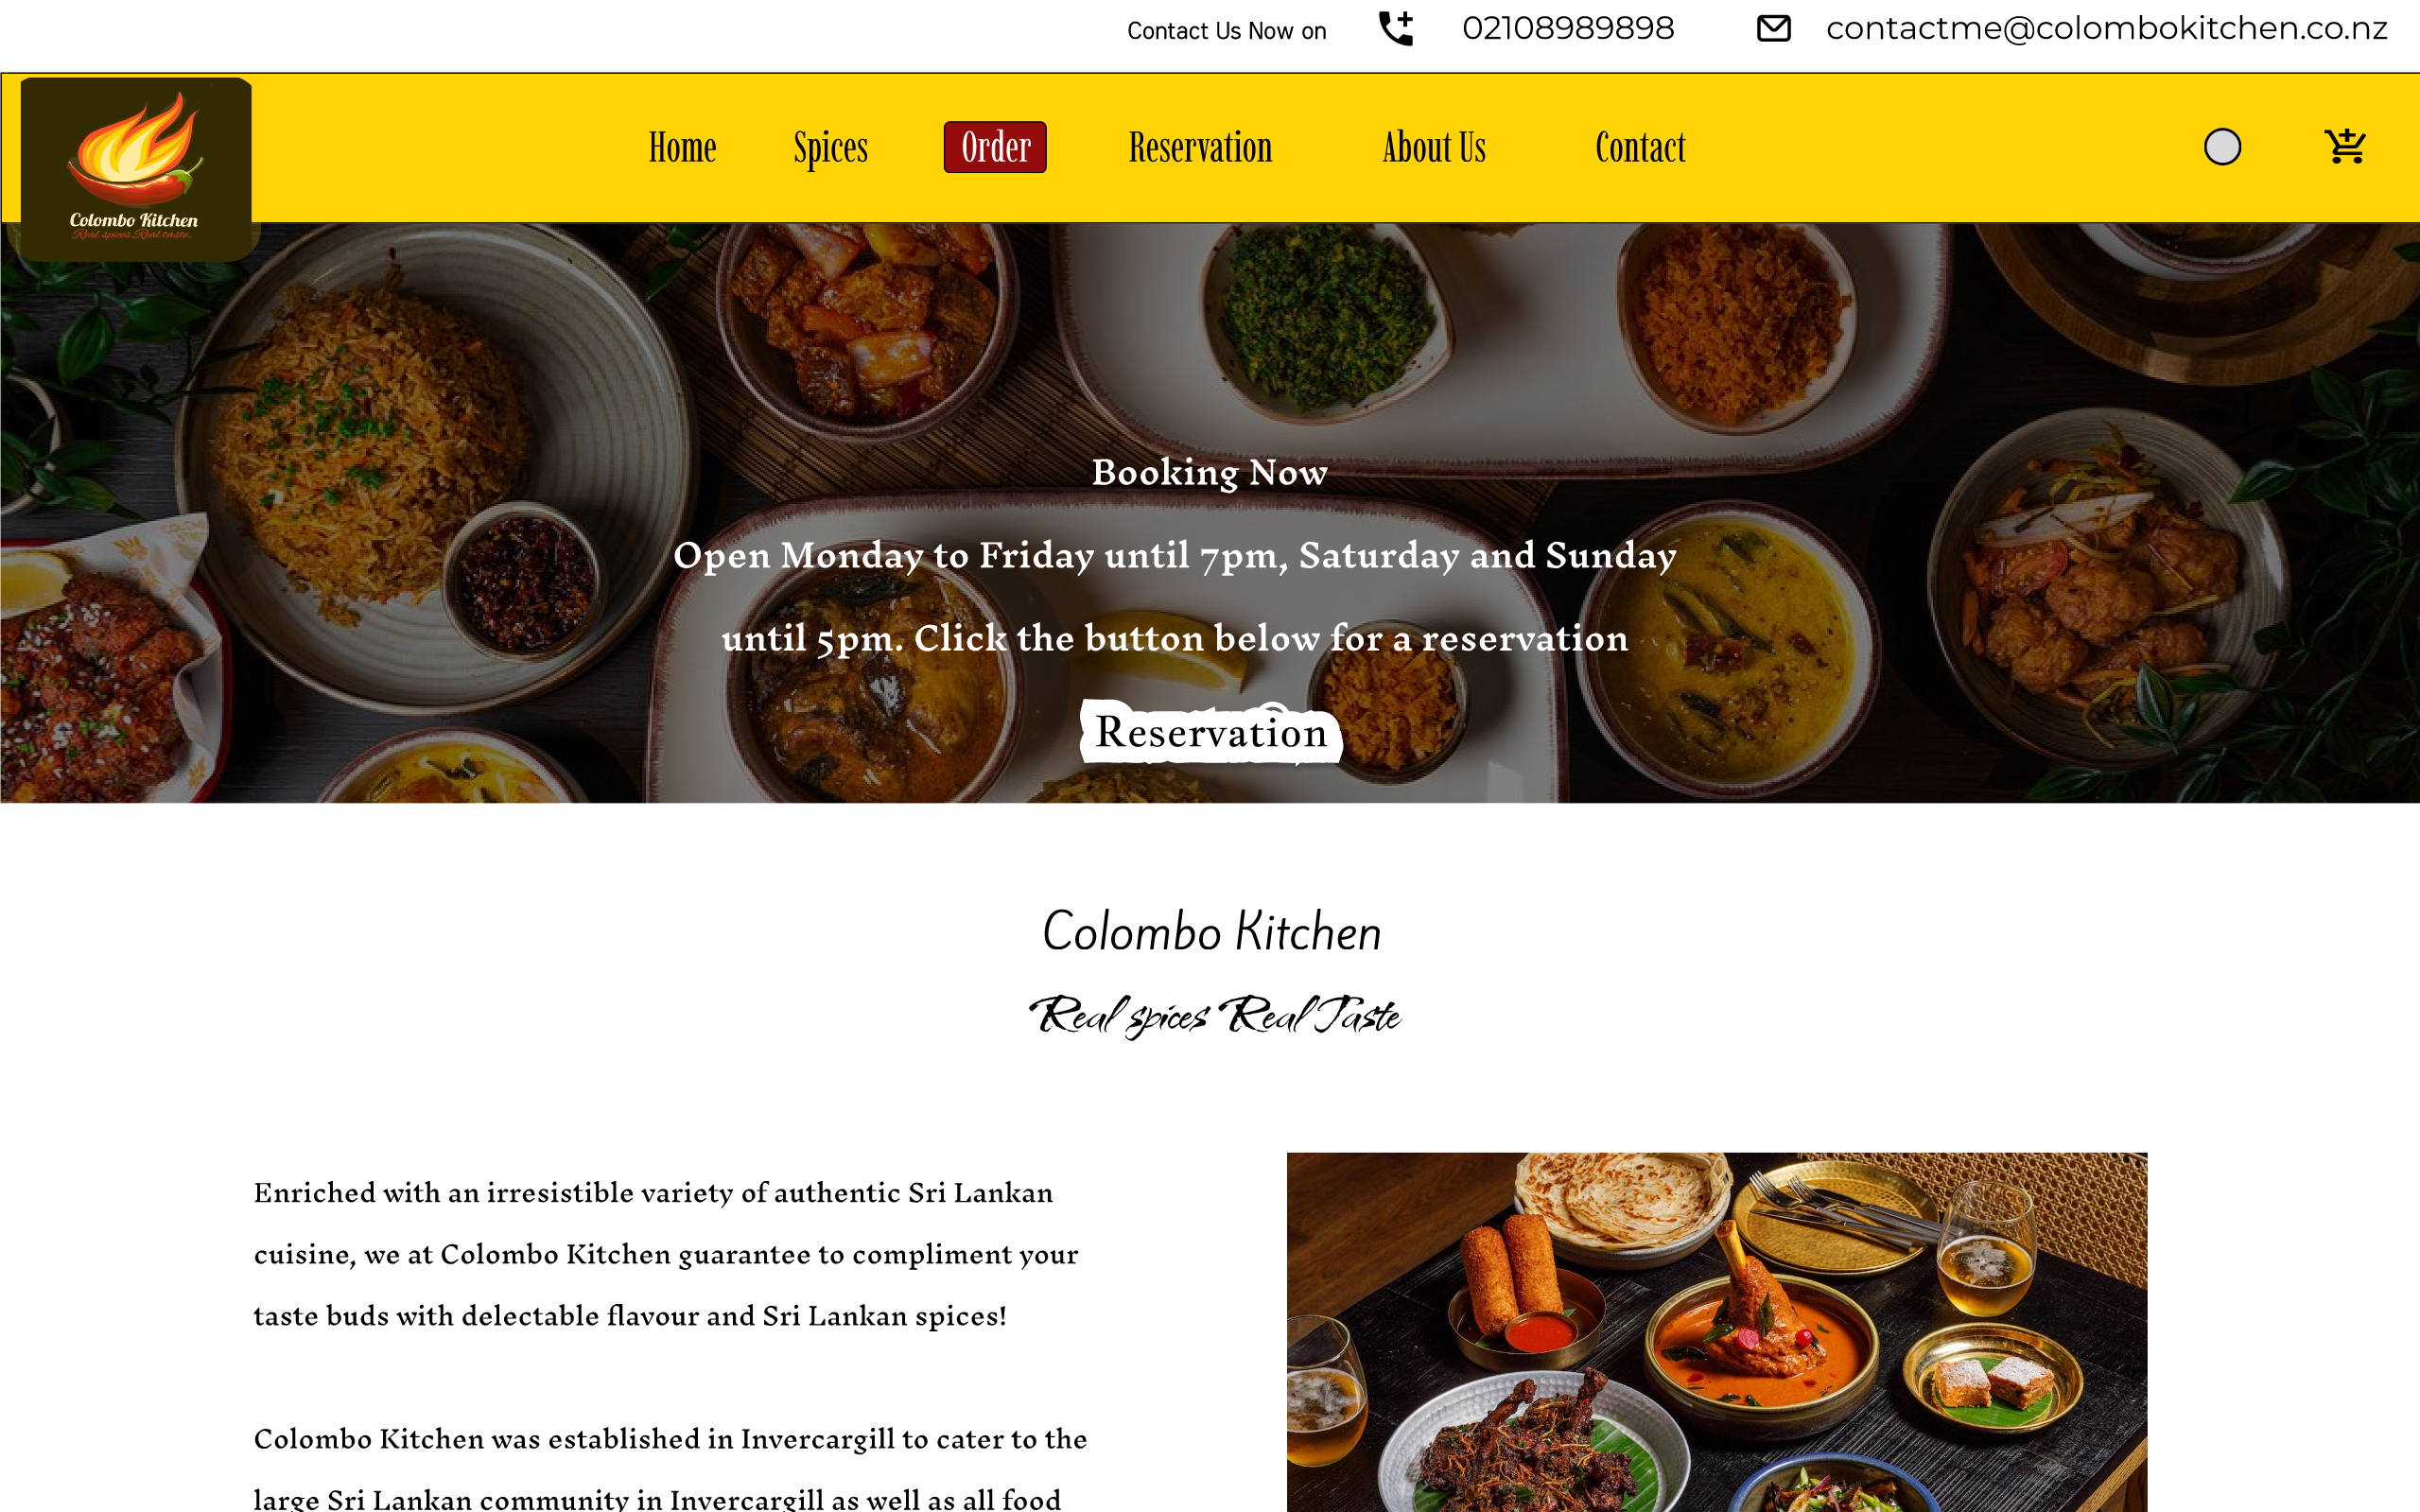 Contact Us Now on 02108989898 contactme@colombokitchen.co.nz
Colombo Kitchen
Real spices Real taste.
Home Spices Order Reservation About Us Contact
Booking Now
Open Monday to Friday until 7pm, Saturday and Sunday
until 5pm. Click the button below for a reservation
Reservation
Colombo Kitchen
Real spices Real Taste
Enriched with an irresistible variety of authentic Sri Lankan
cuisine, we at Colombo Kitchen guarantee to compliment your
taste buds with delectable flavour and Sri Lankan spices!
Colombo Kitchen was established in Invercargill to cater to the
large Sri Lankan community in Invercargill as well as all food